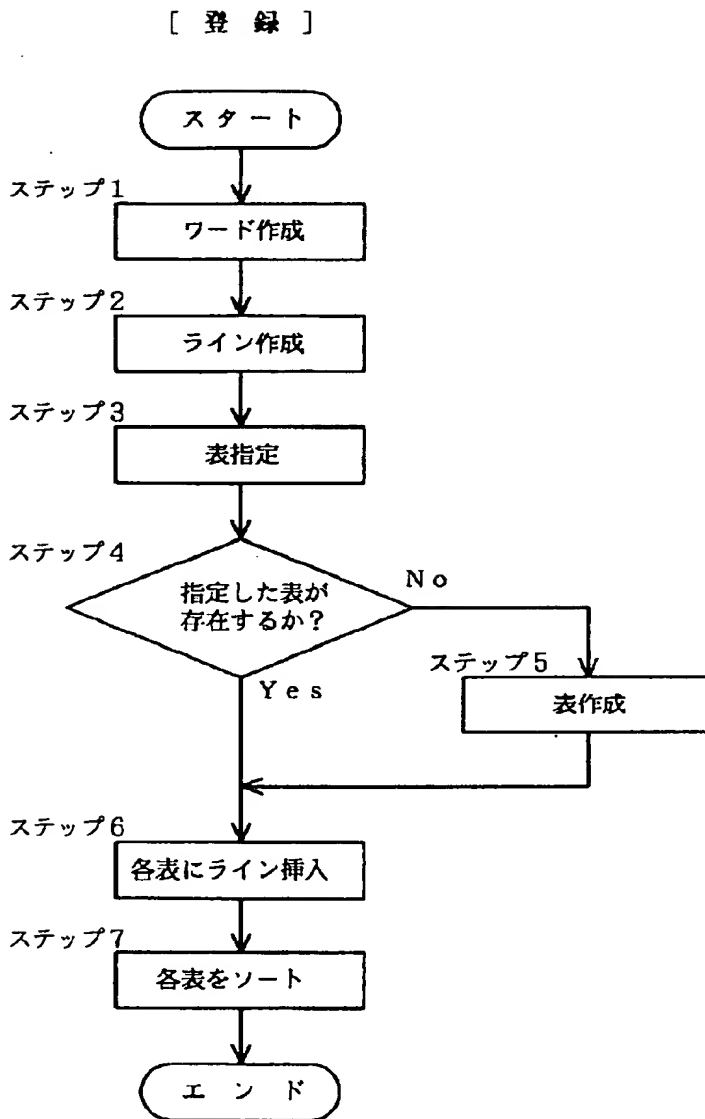 [ 登 録 ]
スタート
ステップ1
ワード作成
ステップ2
ライン作成
ステップ3
表指定
ステップ4
指定した表が
存在するか?
No
Yes
ステップ5
表作成
ステップ6
各表にライン挿入
ステップ7
各表をソート
エンド